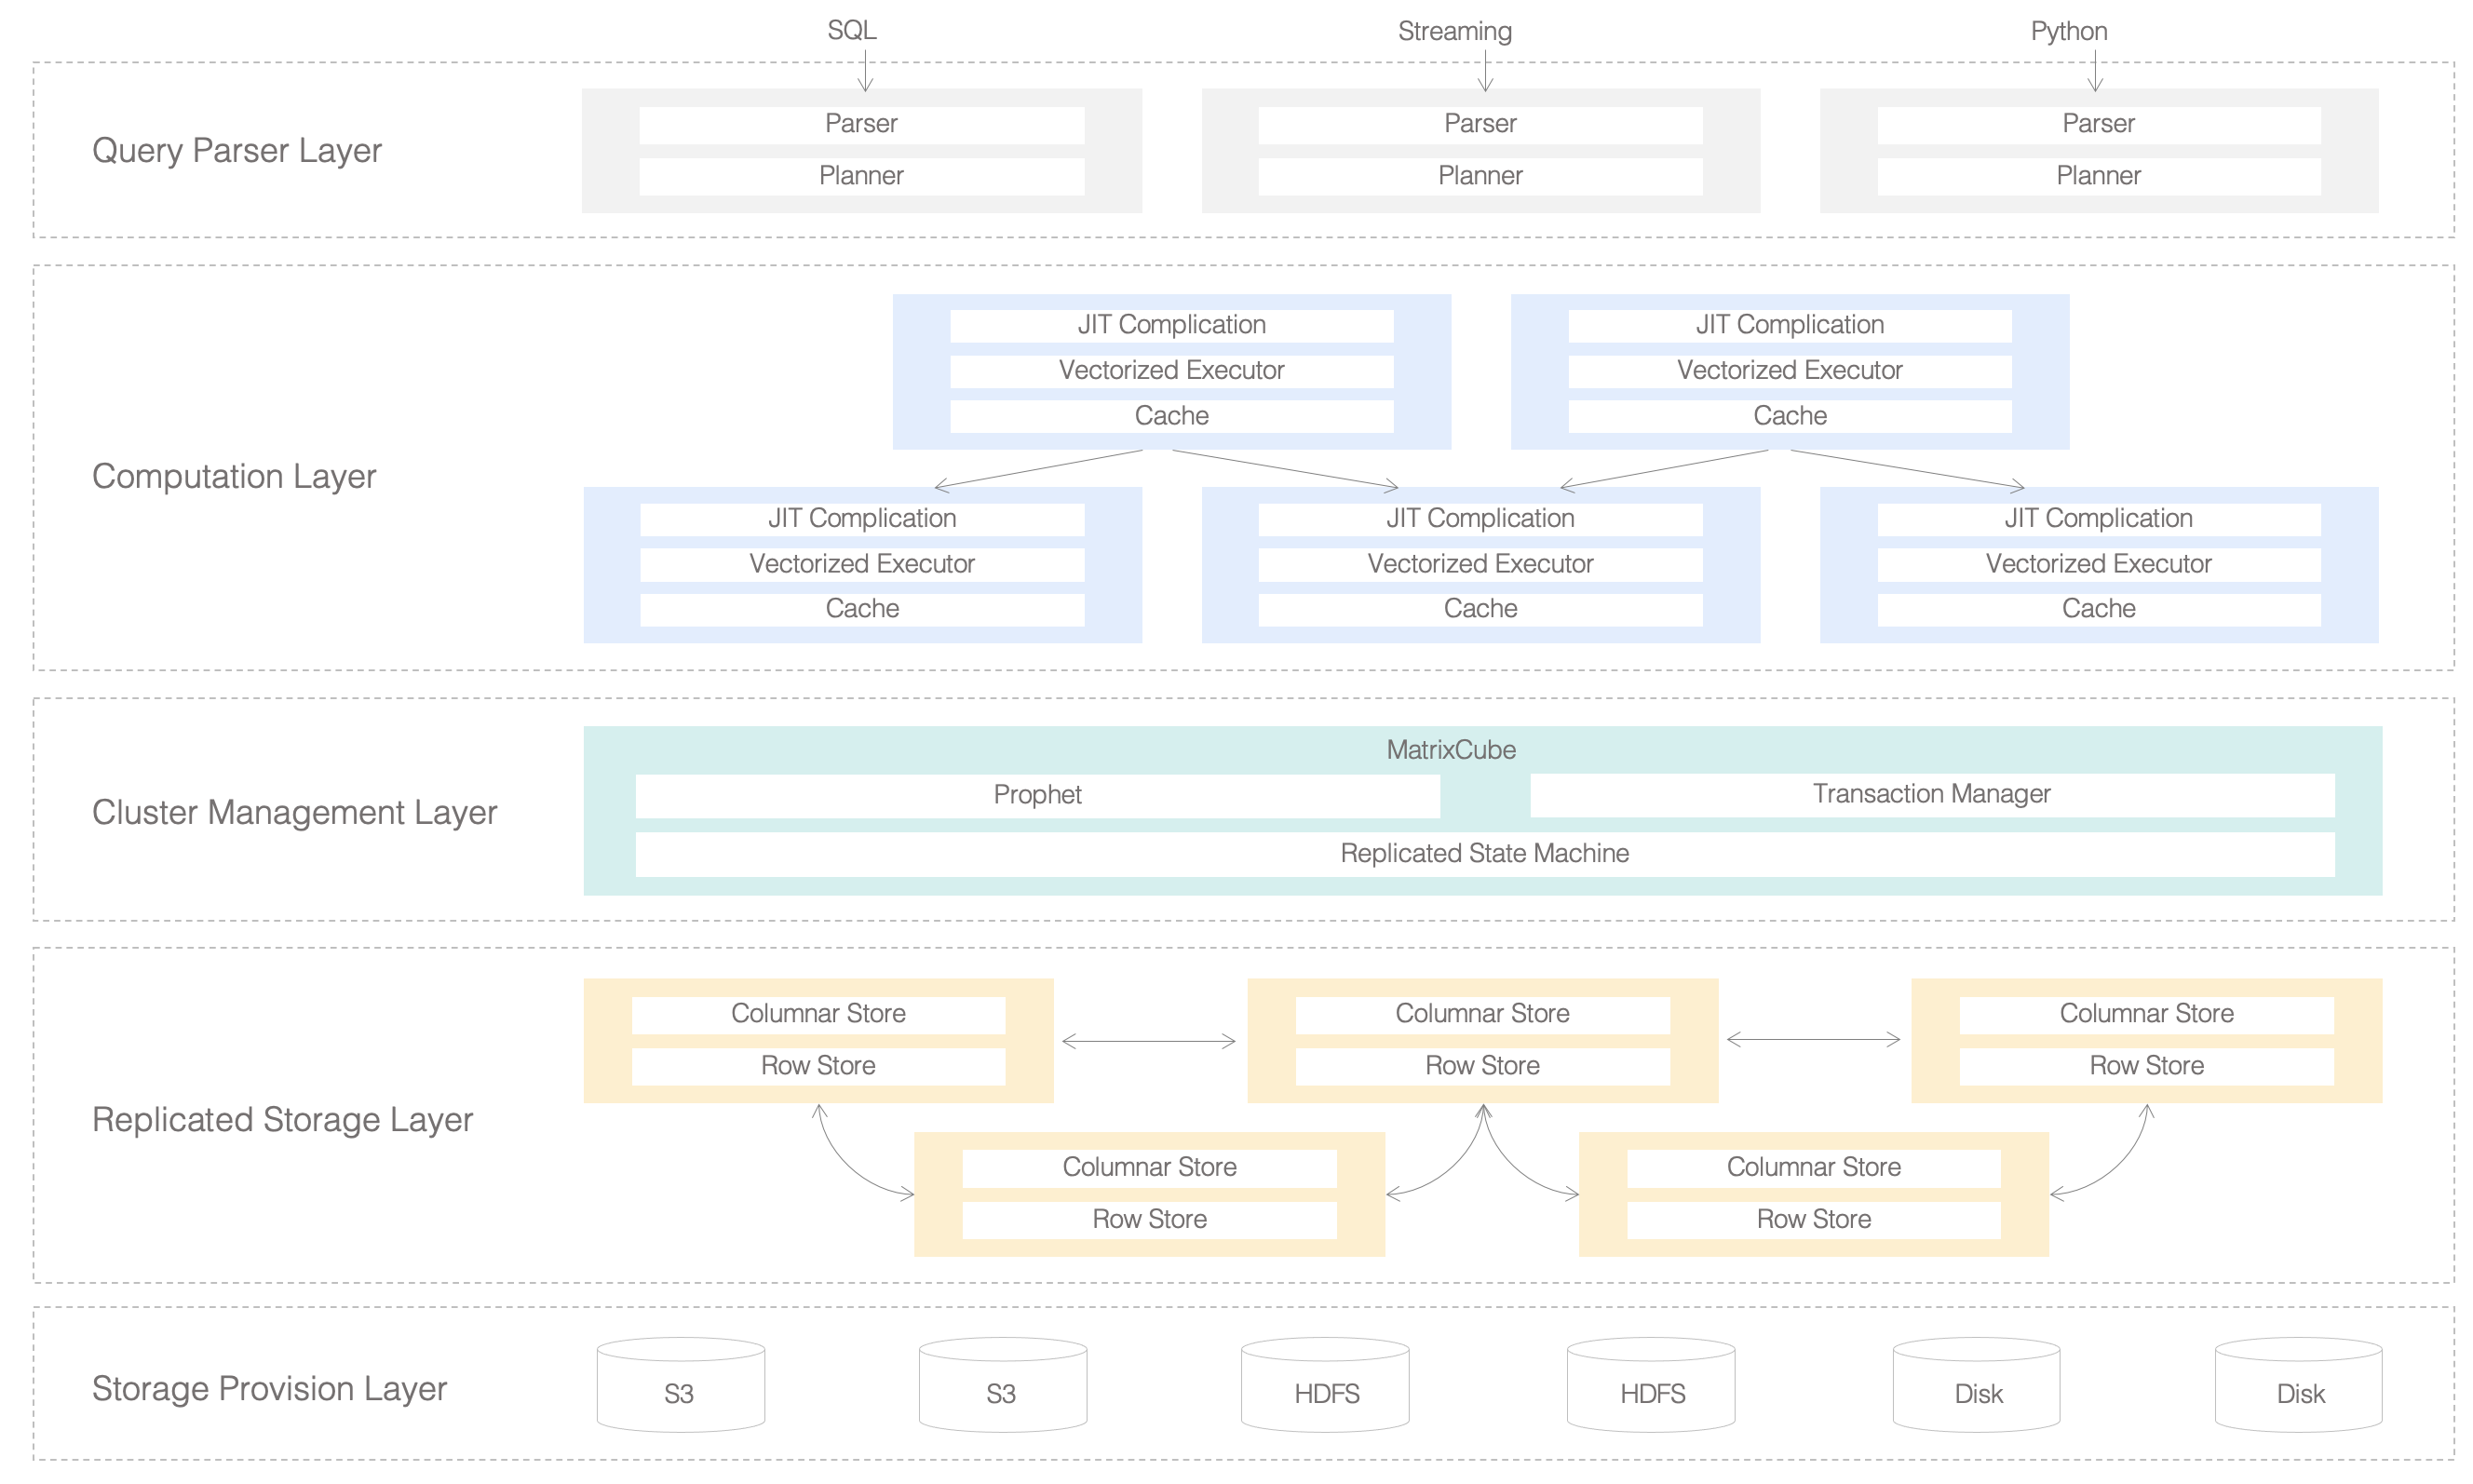 SQL
Streaming
Python
Query Parser Layer
Parser
Planner
Parser
Planner
Parser
Planner
Computation Layer
JIT Complication
Vectorized Executor
Cache
JIT Complication
Vectorized Executor
Cache
JIT Complication
Vectorized Executor
Cache
JIT Complication
Vectorized Executor
Cache
JIT Complication
Vectorized Executor
Cache
Cluster Management Layer
MatrixCube
Prophet
Transaction Manager
Replicated State Machine
Replicated Storage Layer
Columnar Store
Row Store
Columnar Store
Row Store
Columnar Store
Row Store
Columnar Store
Row Store
Columnar Store
Row Store
Storage Provision Layer
S3
S3
HDFS
HDFS
Disk
Disk